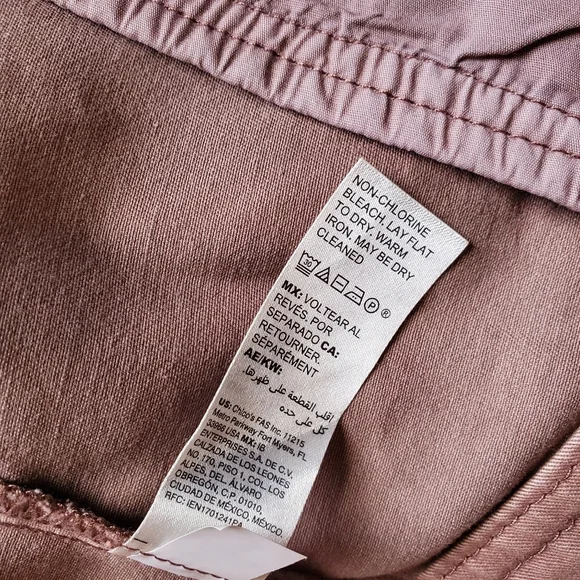 NON-CHLORINE
BLEACH. LAY FLAT
TO DRY. WARM
IRON. MAY BE DRY
CLEANED
30 P ®
MX: VOLTEAR AL
REVÉS. POR
SEPARADO CA:
RETOURNER.
SÉPARÉMENT
AE/KW:
اقلب القطعة على ظهرها.
كل على حده
US: Chico's FAS Inc. 11215
Metro Parkway Fort Myers, FL
33966 USA MX: IB
ENTERPRISES S.A. DE C.V.
CALZADA DE LOS LEONES
NO. 170, PISO 1, COL. LOS
ALPES, DEL. ÁLVARO
OBREGÓN, C.P. 01010,
CIUDAD DE MÉXICO, MÉXICO.
RFC: IEN1701241PA